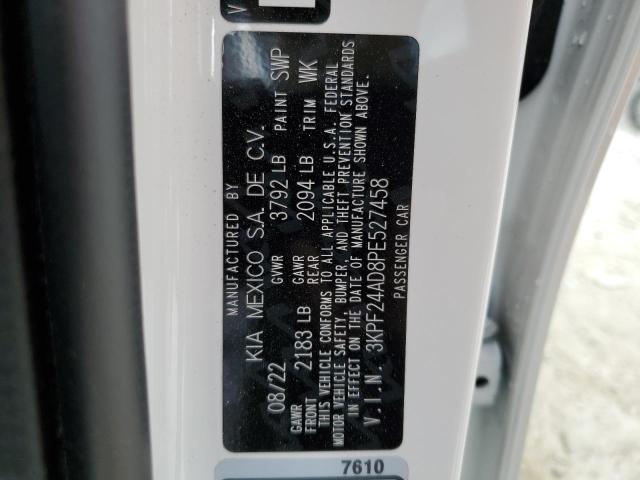 V
MANUFACTURED BY
KIA MEXICO S.A. DE C.V.
08/22 GVWR 3792 LB PAINT SWP
GAWR FRONT 2183 LB GAWR REAR 2094 LB TRIM WK
THIS VEHICLE CONFORMS TO ALL APPLICABLE U.S.A. FEDERAL
MOTOR VEHICLE SAFETY, BUMPER, AND THEFT PREVENTION STANDARDS
IN EFFECT ON THE DATE OF MANUFACTURE SHOWN ABOVE.
V.I.N. 3KPF24AD8PE527458
PASSENGER CAR
7610